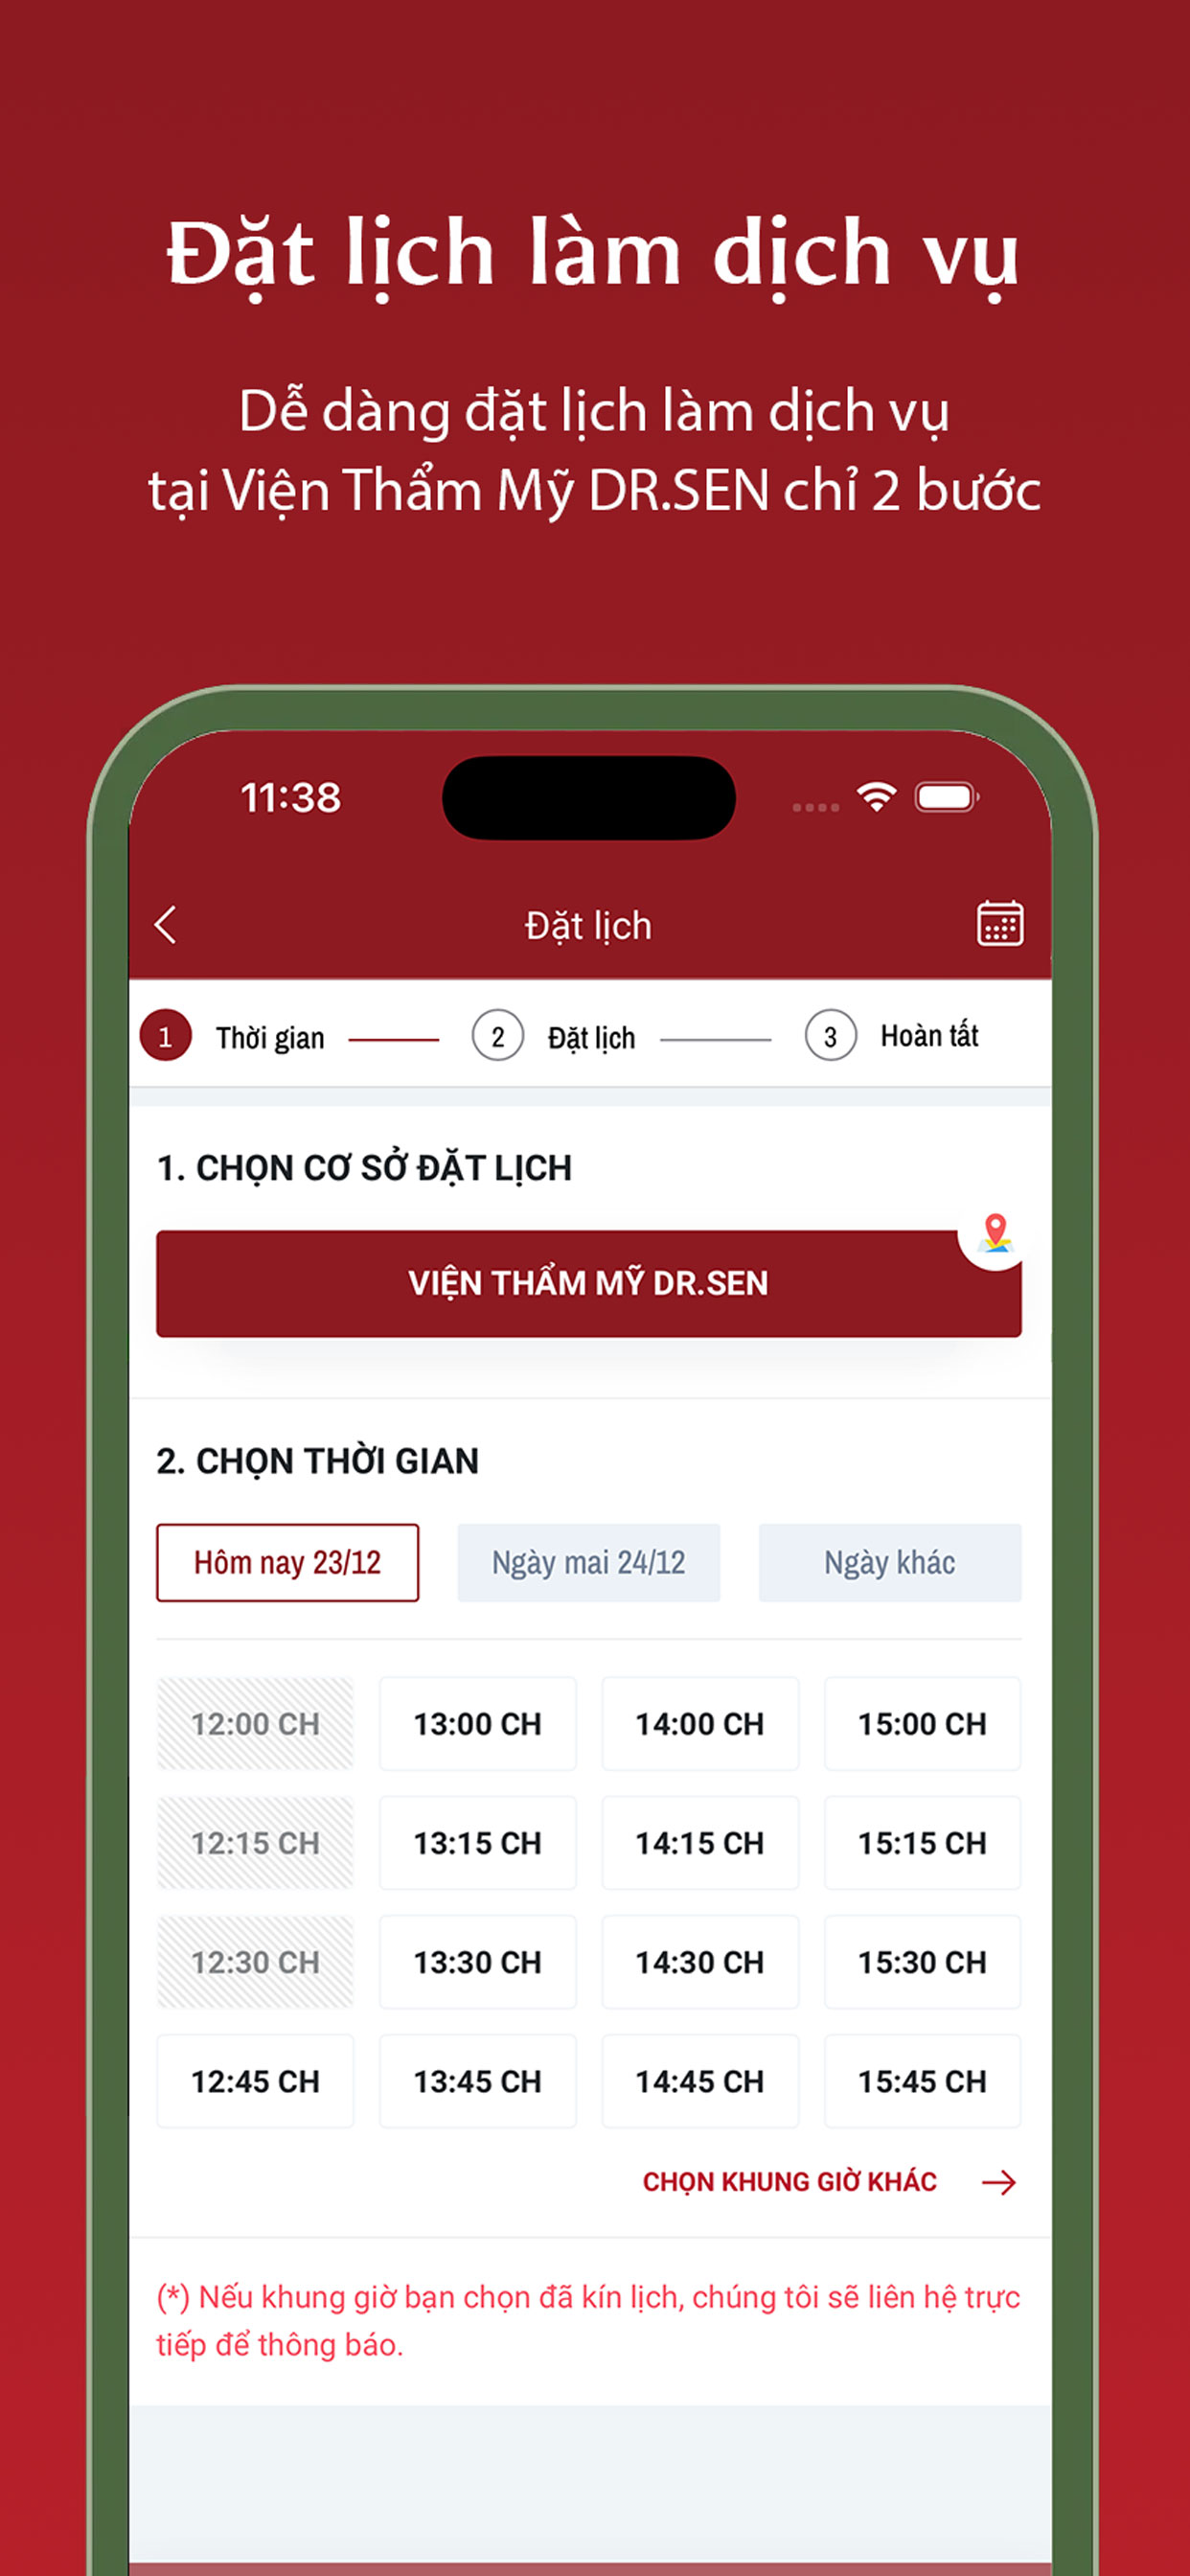 Đặt lịch làm dịch vụ
Dễ dàng đặt lịch làm dịch vụ
tại Viện Thẩm Mỹ DR.SEN chỉ 2 bước
11:38
Đặt lịch
1 Thời gian 2 Đặt lịch 3 Hoàn tất
1. CHỌN CƠ SỞ ĐẶT LỊCH
VIỆN THẨM MỸ DR.SEN
2. CHỌN THỜI GIAN
Hôm nay 23/12 Ngày mai 24/12 Ngày khác
12:00 CH 13:00 CH 14:00 CH 15:00 CH
12:15 CH 13:15 CH 14:15 CH 15:15 CH
12:30 CH 13:30 CH 14:30 CH 15:30 CH
12:45 CH 13:45 CH 14:45 CH 15:45 CH
CHỌN KHUNG GIỜ KHÁC
(*) Nếu khung giờ bạn chọn đã kín lịch, chúng tôi sẽ liên hệ trực
tiếp để thông báo.